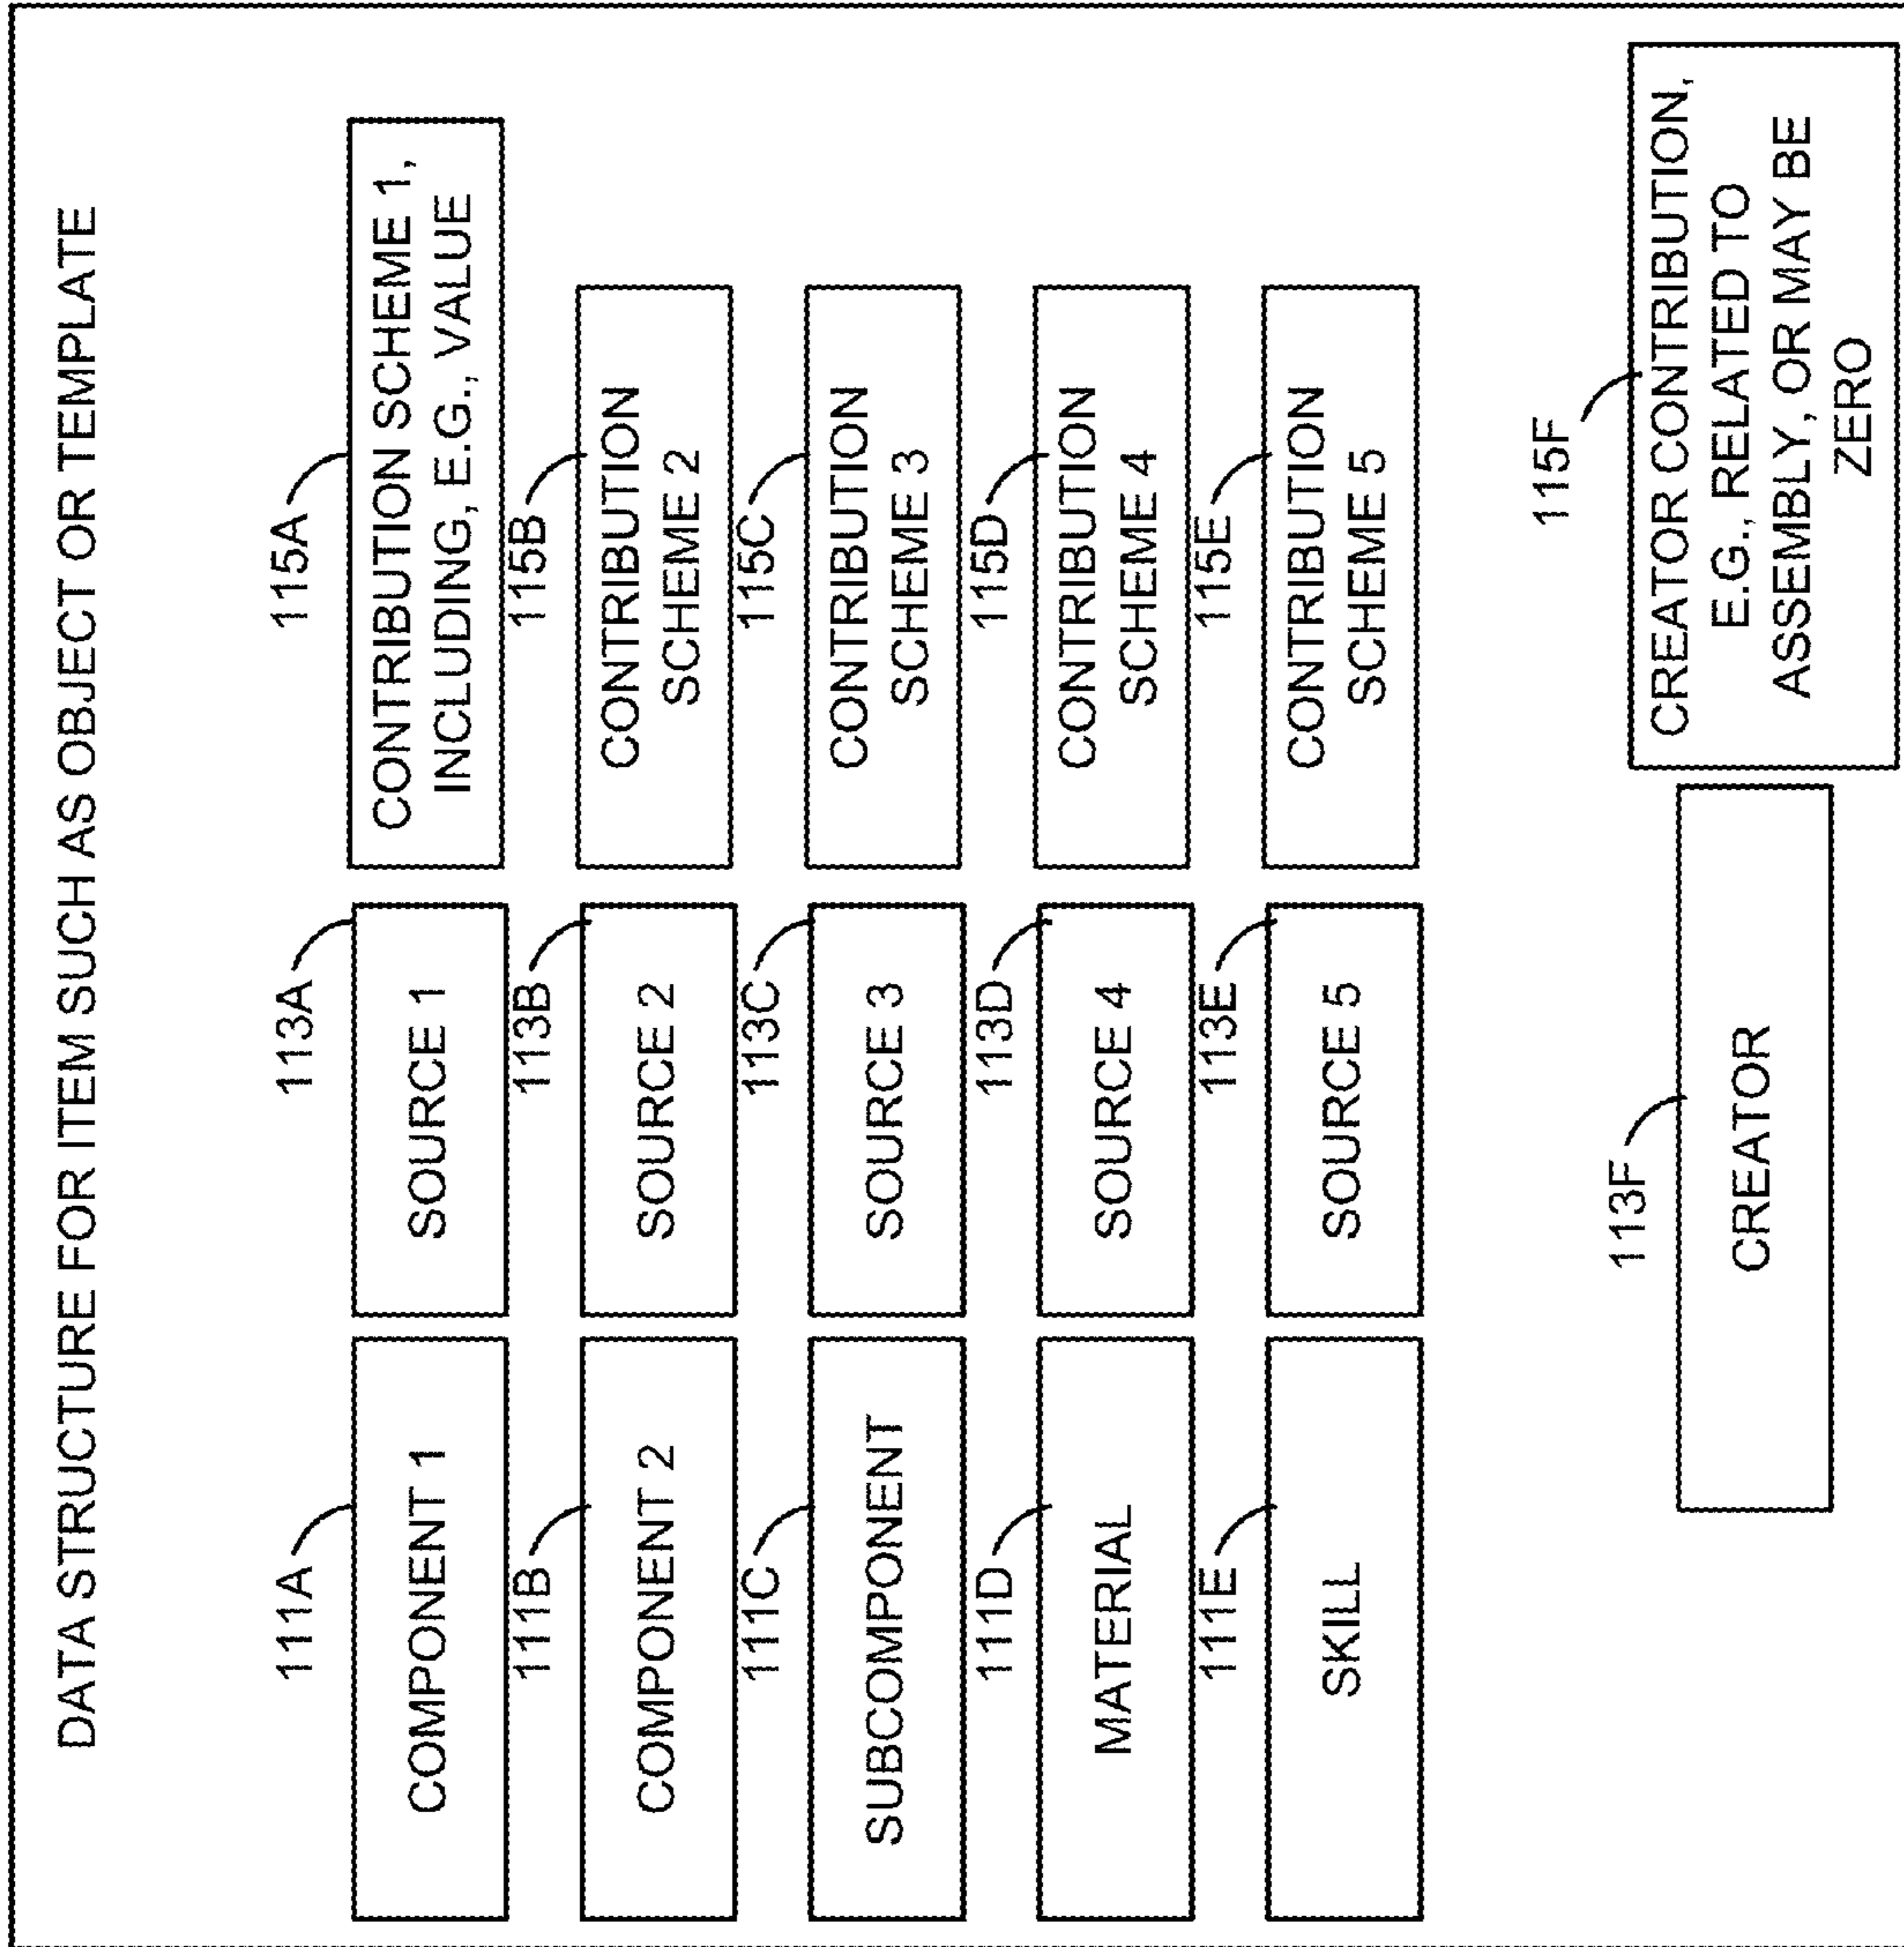 DATA STRUCTURE FOR ITEM SUCH AS OBJECT OR TEMPLATE
111A
113A
115A
COMPONENT 1
SOURCE 1
CONTRIBUTION SCHEME 1,
INCLUDING, E.G., VALUE
111B
113B
115B
COMPONENT 2
SOURCE 2
CONTRIBUTION
SCHEME 2
111C
113C
115C
SUBCOMPONENT
SOURCE 3
CONTRIBUTION
SCHEME 3
111D
113D
115D
MATERIAL
SOURCE 4
CONTRIBUTION
SCHEME 4
111E
113E
115E
SKILL
SOURCE 5
CONTRIBUTION
SCHEME 5
113F
115F
CREATOR
CREATOR CONTRIBUTION,
E.G., RELATED TO
ASSEMBLY, OR MAY BE
ZERO